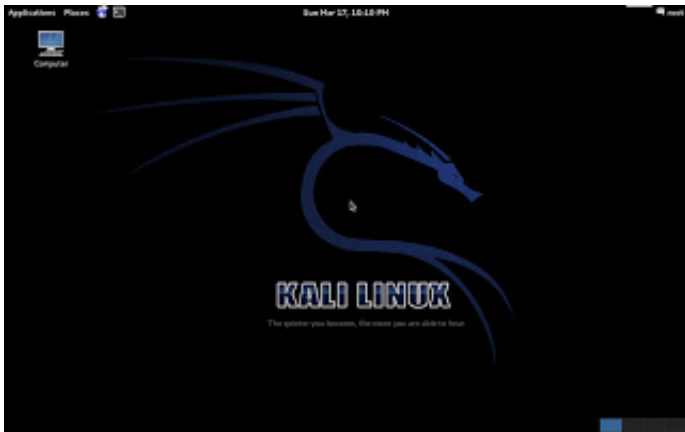 Applications Places Sun Mar 17, 10:10 PM root
Computer
KALI LINUX
The quieter you become, the more you are able to hear.